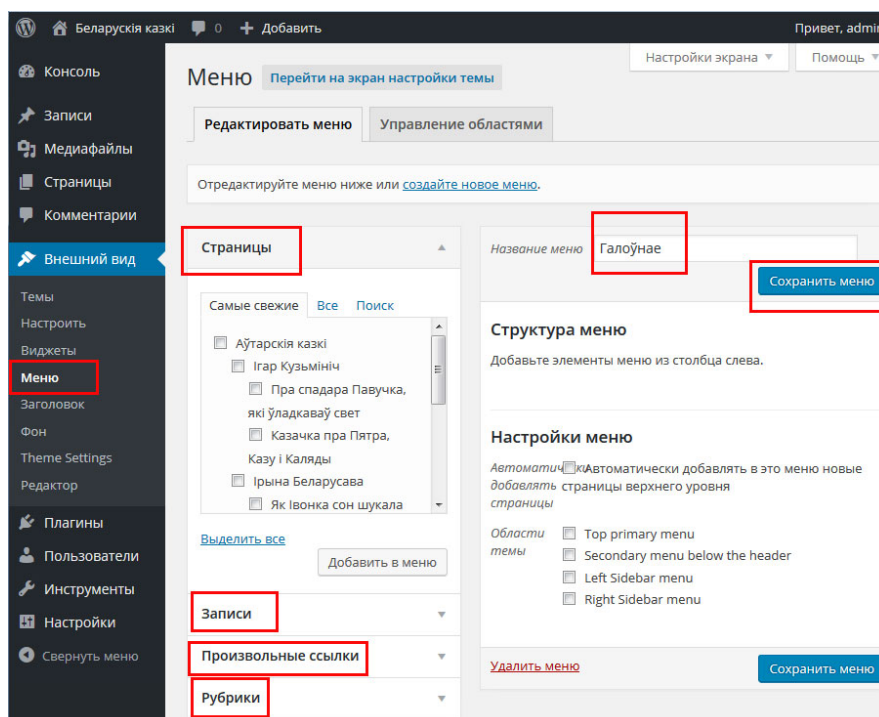 Беларускія казкі 0 + Добавить Привет, admin
Консоль
Записи
Медиафайлы
Страницы
Комментарии
Внешний вид
Темы
Настроить
Виджеты
Меню
Заголовок
Фон
Theme Settings
Редактор
Плагины
Пользователи
Инструменты
Настройки
Свернуть меню
Настройки экрана
Помощь
Меню Перейти на экран настройки темы
Редактировать меню Управление областями
Отредактируйте меню ниже или создайте новое меню.
Страницы
Самые свежие Все Поиск
Аўтарскія казкі
Ігар Кузьмініч
Пра спадара Павучка,
які ўладкаваў свет
Казачка пра Пятра,
Казу і Каляды
Ірына Беларусава
Як Івонка сон шукала
Выделить все
Добавить в меню
Записи
Произвольные ссылки
Рубрики
Название меню Галоўнае
Сохранить меню
Структура меню
Добавьте элементы меню из столбца слева.
Настройки меню
Автоматически Автоматически добавлять в это меню новые
добавлять страницы верхнего уровня
страницы
Области Top primary menu
темы Secondary menu below the header
Left Sidebar menu
Right Sidebar menu
Удалить меню Сохранить меню